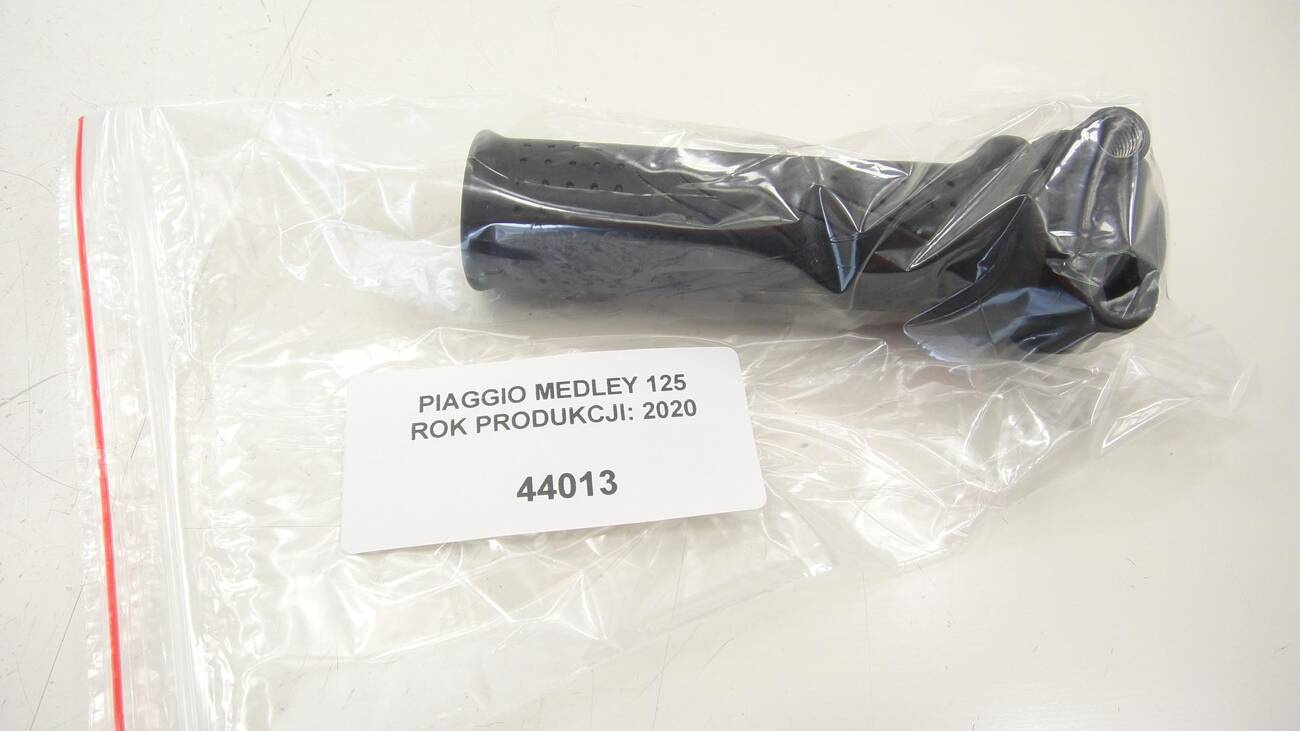 PIAGGIO MEDLEY 125
ROK PRODUKCJI: 2020
44013